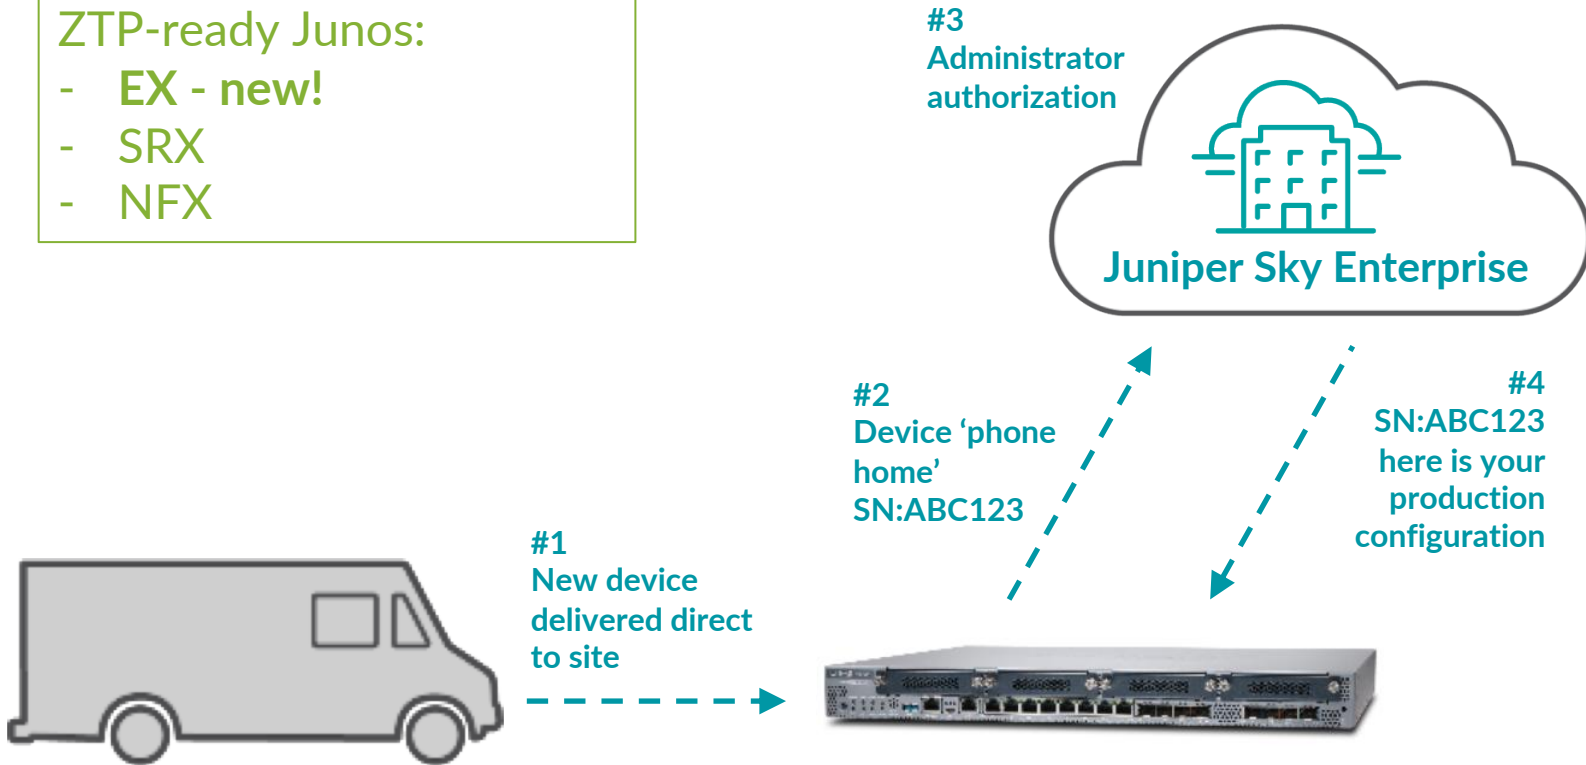 ZTP-ready Junos:
- EX - new!
- SRX
- NFX
#3
Administrator
authorization
Juniper Sky Enterprise
#2
Device ‘phone
home’
SN:ABC123
#4
SN:ABC123
here is your
production
configuration
#1
New device
delivered direct
to site